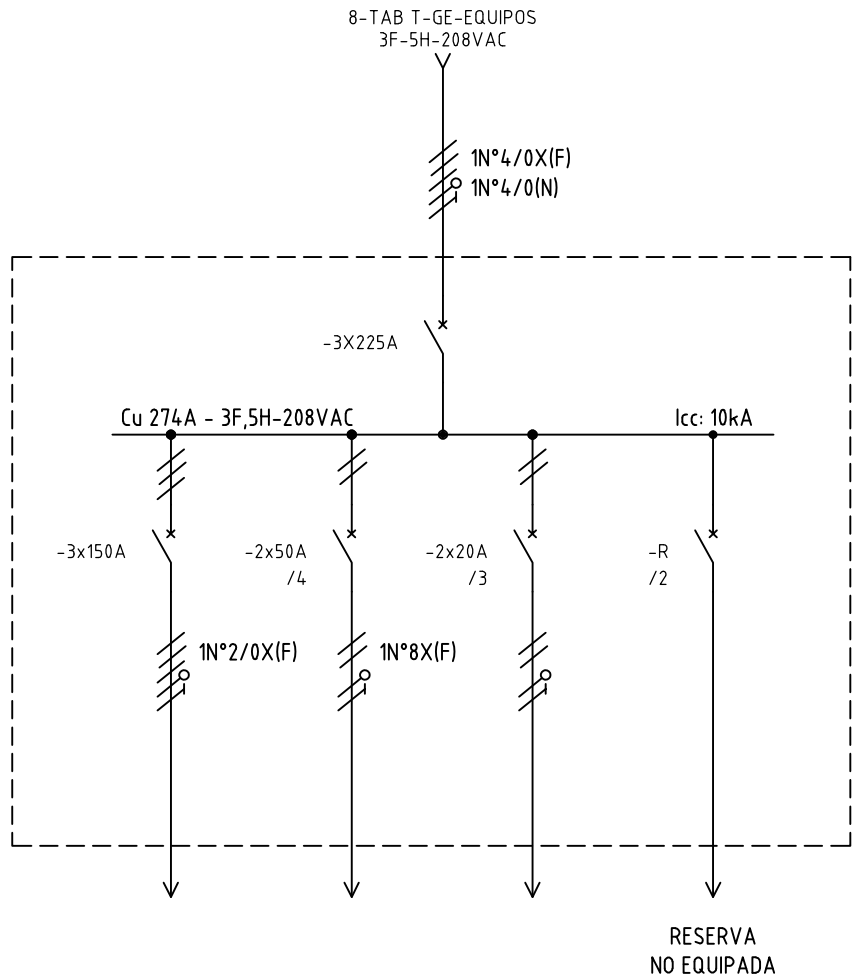 8-TAB T-GE-EQUIPOS
3F-5H-208VAC
1N°4/0X(F)
1N°4/0(N)
-3X225A
Cu 274A - 3F,5H-208VAC
Icc: 10kA
-3x150A
-2x50A
/4
-2x20A
/3
-R
/2
1N°2/0X(F)
1N°8X(F)
RESERVA
NO EQUIPADA